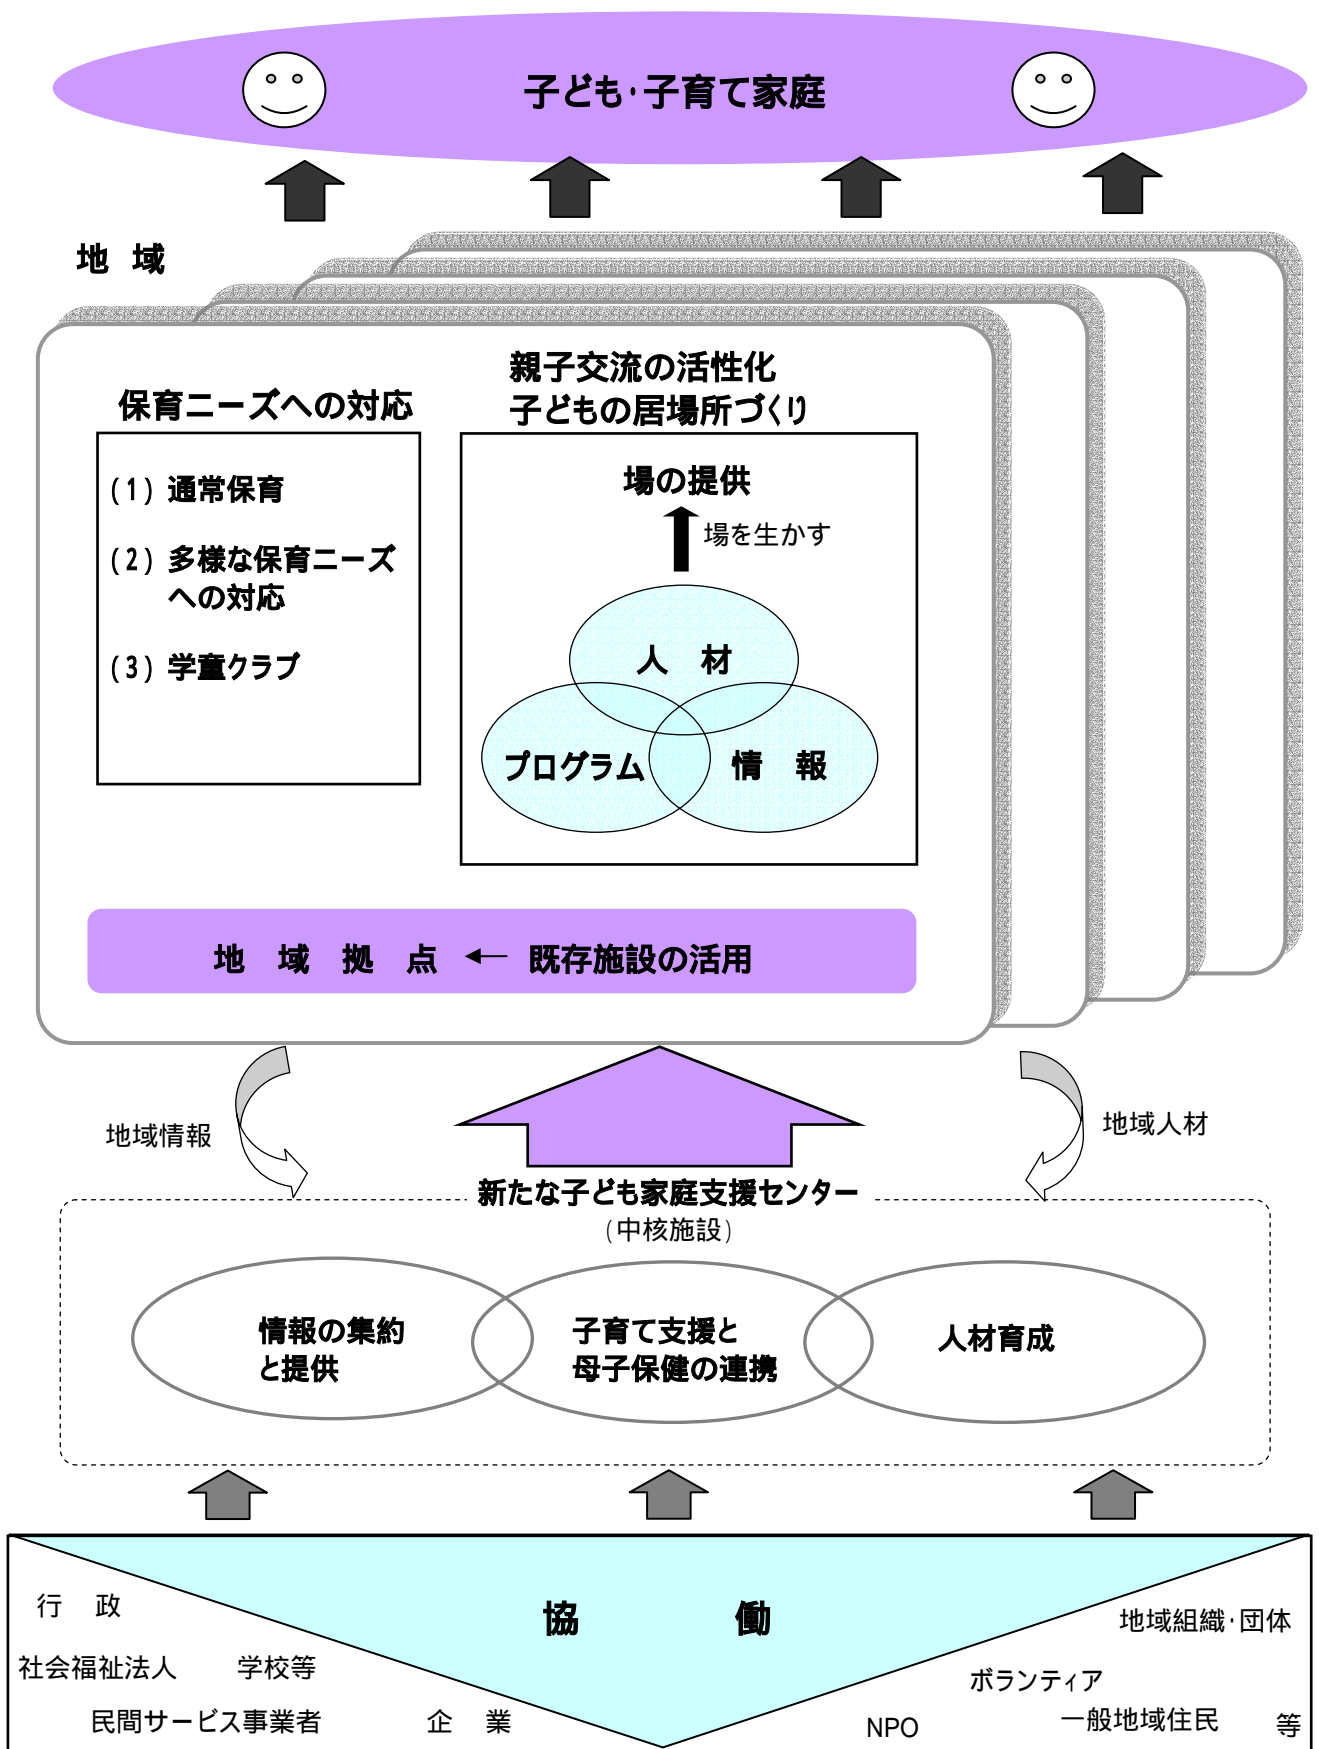 子ども・子育て家庭
地 域
保育ニーズへの対応
(1) 通常保育
(2) 多様な保育ニーズ
への対応
(3) 学童クラブ
親子交流の活性化
子どもの居場所づくり
場の提供
場を生かす
人 材
プログラム 情 報
地 域 拠 点 ← 既存施設の活用
地域情報
地域人材
新たな子ども家庭支援センター
(中核施設)
情報の集約
と提供
子育て支援と
母子保健の連携
人材育成
協 働
行 政
社会福祉法人 学校等
民間サービス事業者 企 業
地域組織・団体
ボランティア
NPO 一般地域住民 等